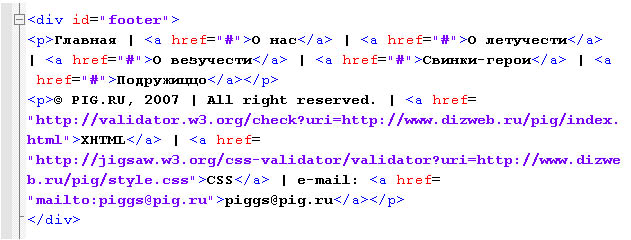 <div id="footer">
<p>Главная | <a href="#">О нас</a> | <a href="#">О летучести</a>
| <a href="#">О везучести</a> | <a href="#">Свинки-герои</a> | <a
href="#">Подружиццо</a></p>
<p>© PIG.RU, 2007 | All right reserved. | <a href=
"http://validator.w3.org/check?uri=http://www.dizweb.ru/pig/index.
html">XHTML</a> | <a href=
"http://jigsaw.w3.org/css-validator/validator?uri=http://www.dizwe
b.ru/pig/style.css">CSS</a> | e-mail: <a href=
"mailto:piggs@pig.ru">piggs@pig.ru</a></p>
</div>